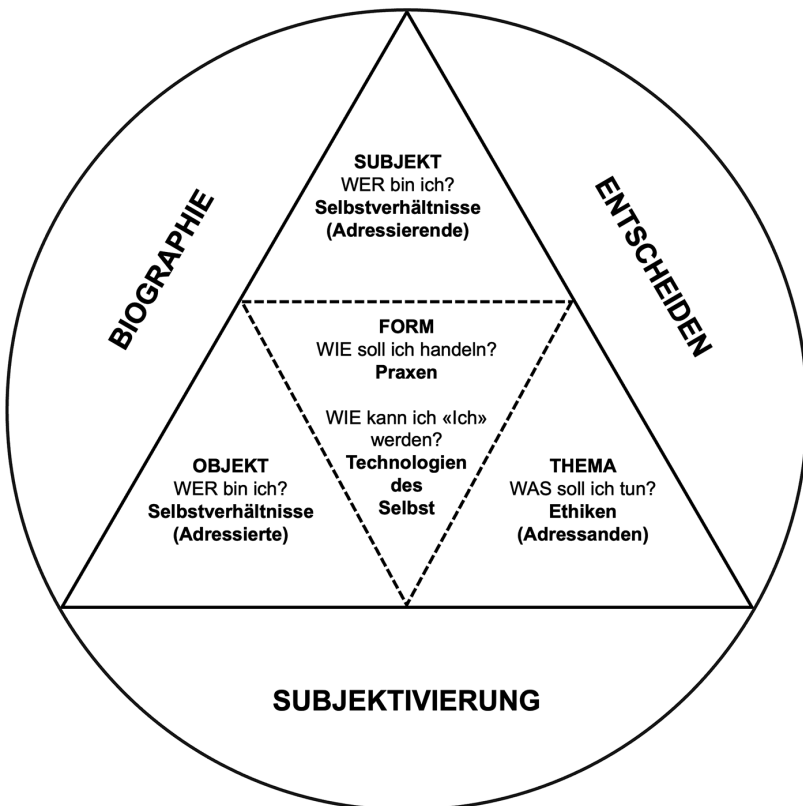 BIOGRAPHIE
ENTSCHEIDEN
SUBJEKT
WER bin ich?
Selbstverhältnisse
(Adressierende)
FORM
WIE soll ich handeln?
Praxen
WIE kann ich «Ich»
werden?
Technologien
des
Selbst
OBJEKT
WER bin ich?
Selbstverhältnisse
(Adressierte)
THEMA
WAS soll ich tun?
Ethiken
(Adressanden)
SUBJEKTIVIERUNG